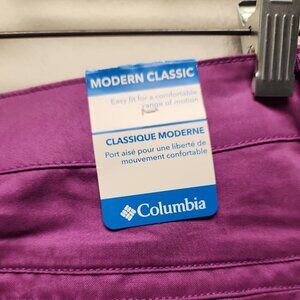 MODERN CLASSIC
Easy fit for a comfortable
range of motion
CLASSIQUE MODERNE
Port aisé pour une liberté de
mouvement confortable
Columbia